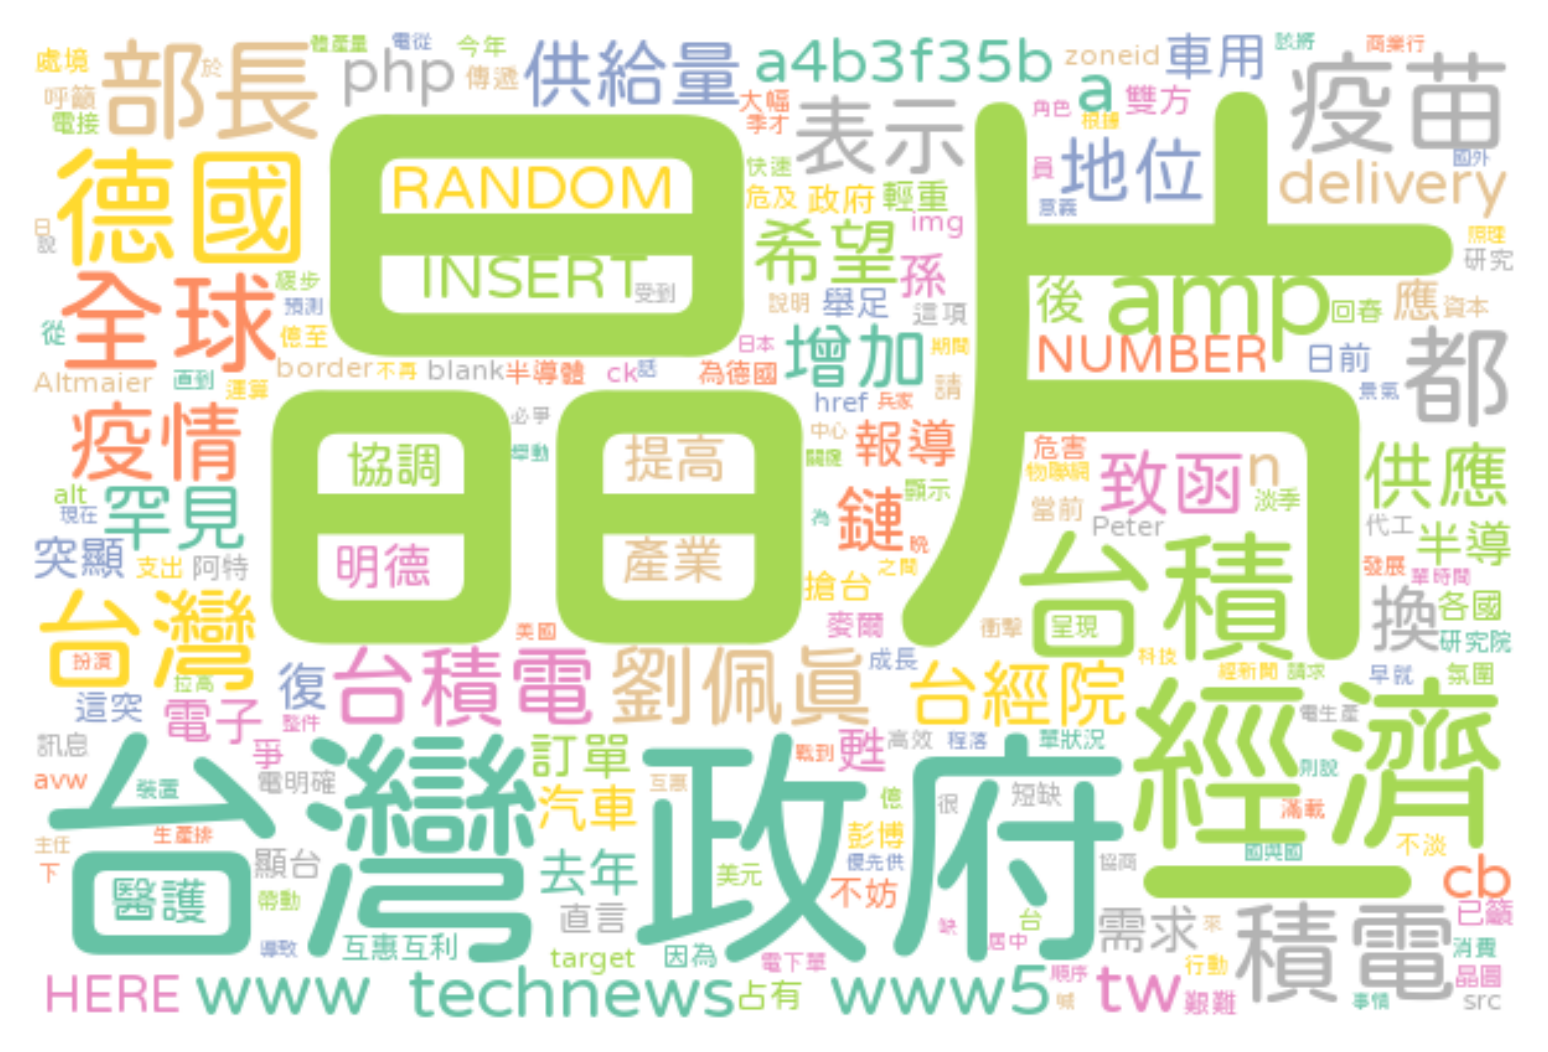 處境 部長 於 體產量 電從 今年 php 傳遞 供給量 a4b3f35b zoneid 車用 該將 商業行
呼籲 電接 大幅 季才 表示 a 雙方 角色 根據 疫苗
德國 日 說 RANDOM 快速 危及 政府 輕重 員 地位 意義 國外 delivery
晶片
INSERT 受到 希望 img 孫 照理 研究
全球 緩步 預測 億至 從 說明 舉足 這項 後 amp 回春 應 資本
Altmaier 直到 運算 border 不再 blank 半導體 ck 話 為德國 日本 增加 期間 請 NUMBER 日前 景氣 都
疫情 必爭 href 兵家
協調 舉動 提高 中心 關鍵 報導 危害 物聯網 致函 n 供應
alt 現在 罕見 顯示 當前 淡季
突顯 支出 阿特 明德 產業 為 鏈 晚 之間 Peter 代工 半導
搶台 台積 發展 單時間
台灣 扮演 拉高 美國 麥爾 衝擊 呈現 換 各國 研究院
這突 電子 復 整件 台積電 劉佩真 成長 台經院 科技 經新聞 請求 早就 氛圍
訊息 爭 訂單 戰到 甦 高效 程落 單狀況 電生產 經濟
avw 裝置 電明確 汽車 互惠 億 很 短缺 則說 滿載
台灣 政府
主任 下 生產排 顯台 去年 彭博 優先供 美元 協商 國與國 不淡 一 cb
醫護 帶動 直言 不妨 台 需求 來 積電 已籲
導致 互惠互利 target 因為 電下單 缺 居中 行動 消費
HERE www technews 占有 www5 順序 喊 tw 艱難 事情 晶圓 src